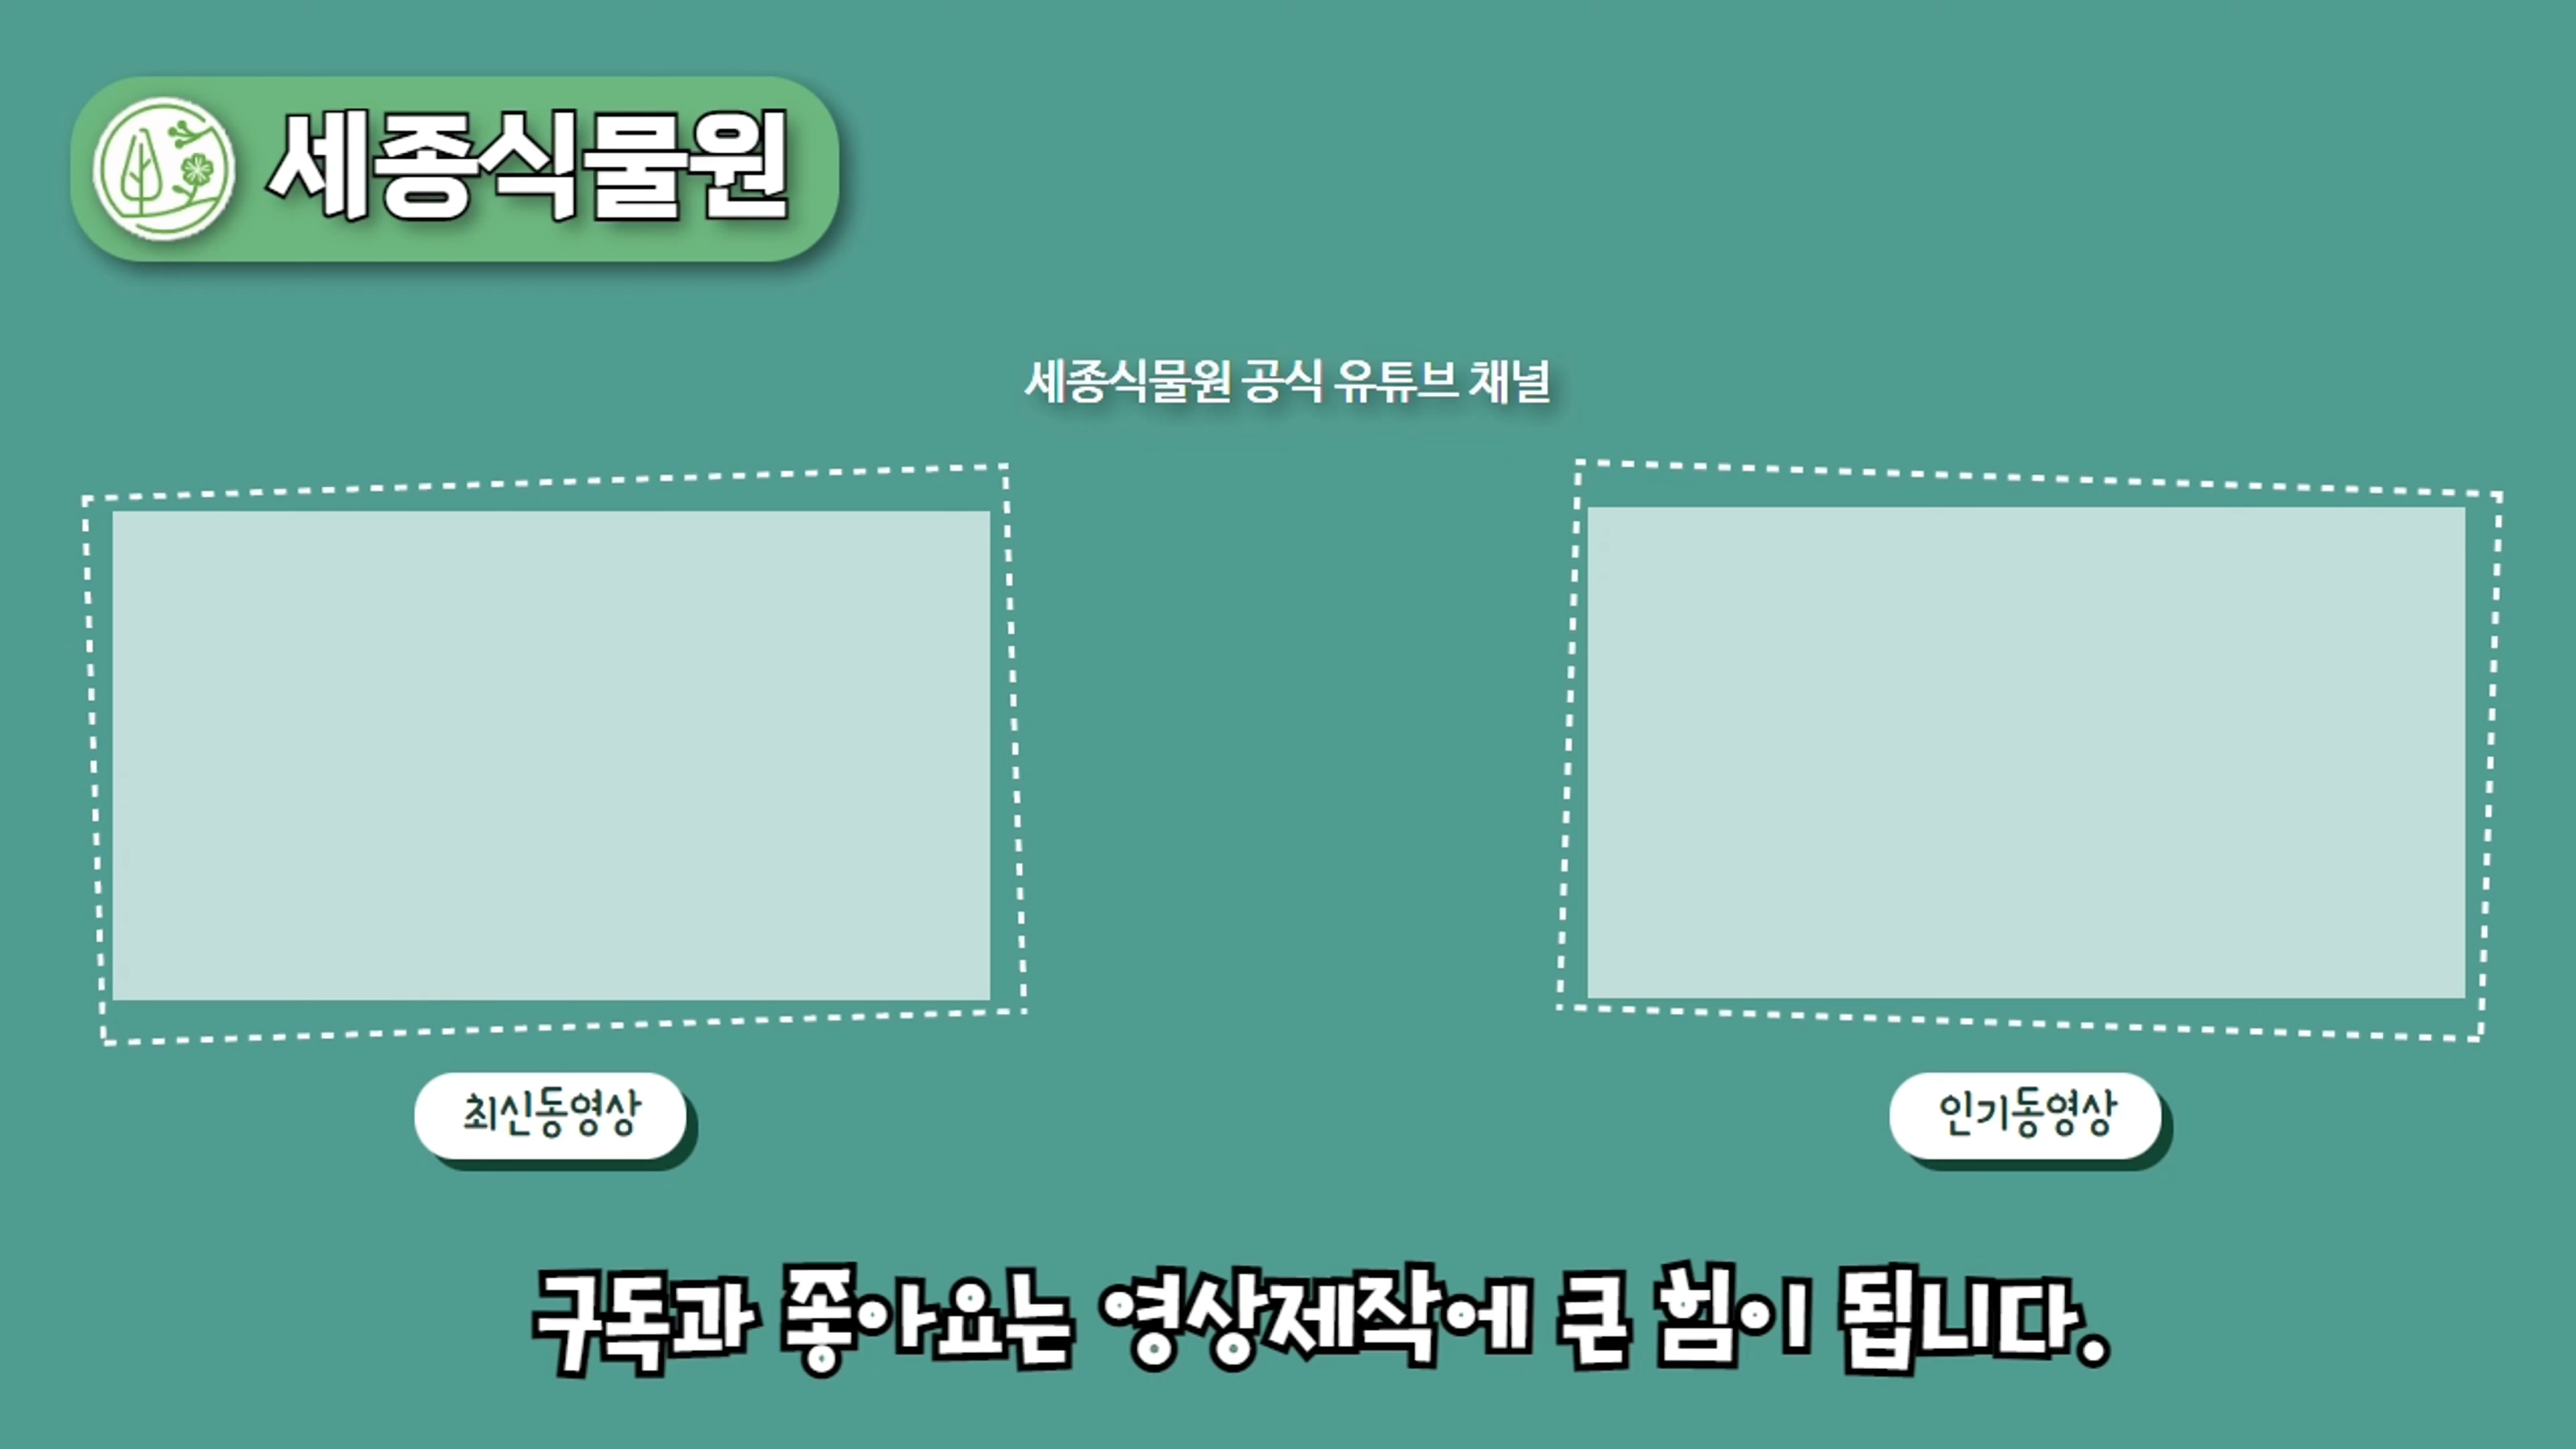 세종식물원
세종식물원 공식 유튜브 채널
최신동영상
인기동영상
구독과 좋아요는 영상제작에 큰 힘이 됩니다.